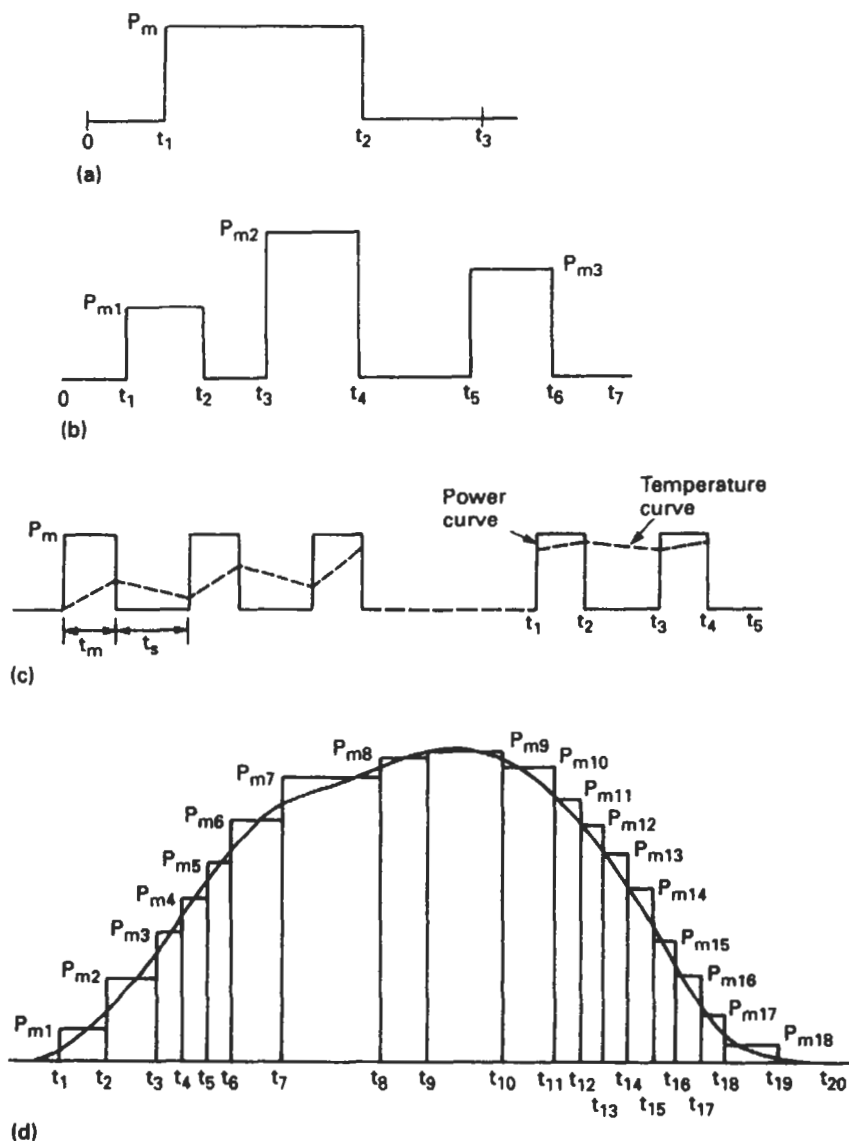 Pm
0 t1 t2 t3
(a)
Pm2
Pm3
Pm1
0 t1 t2 t3 t4 t5 t6 t7
(b)
Power curve
Temperature curve
Pm
t1 t2 t3 t4 t5
tm ts
(c)
Pm8 Pm9
Pm7 Pm10
Pm11
Pm6 Pm12
Pm5 Pm13
Pm4 Pm14
Pm3 Pm15
Pm2 Pm16
Pm17
Pm1 Pm18
t1 t2 t3 t4 t5 t6 t7 t8 t9 t10 t11 t12 t14 t16 t18 t19 t20
t13 t15 t17
(d)